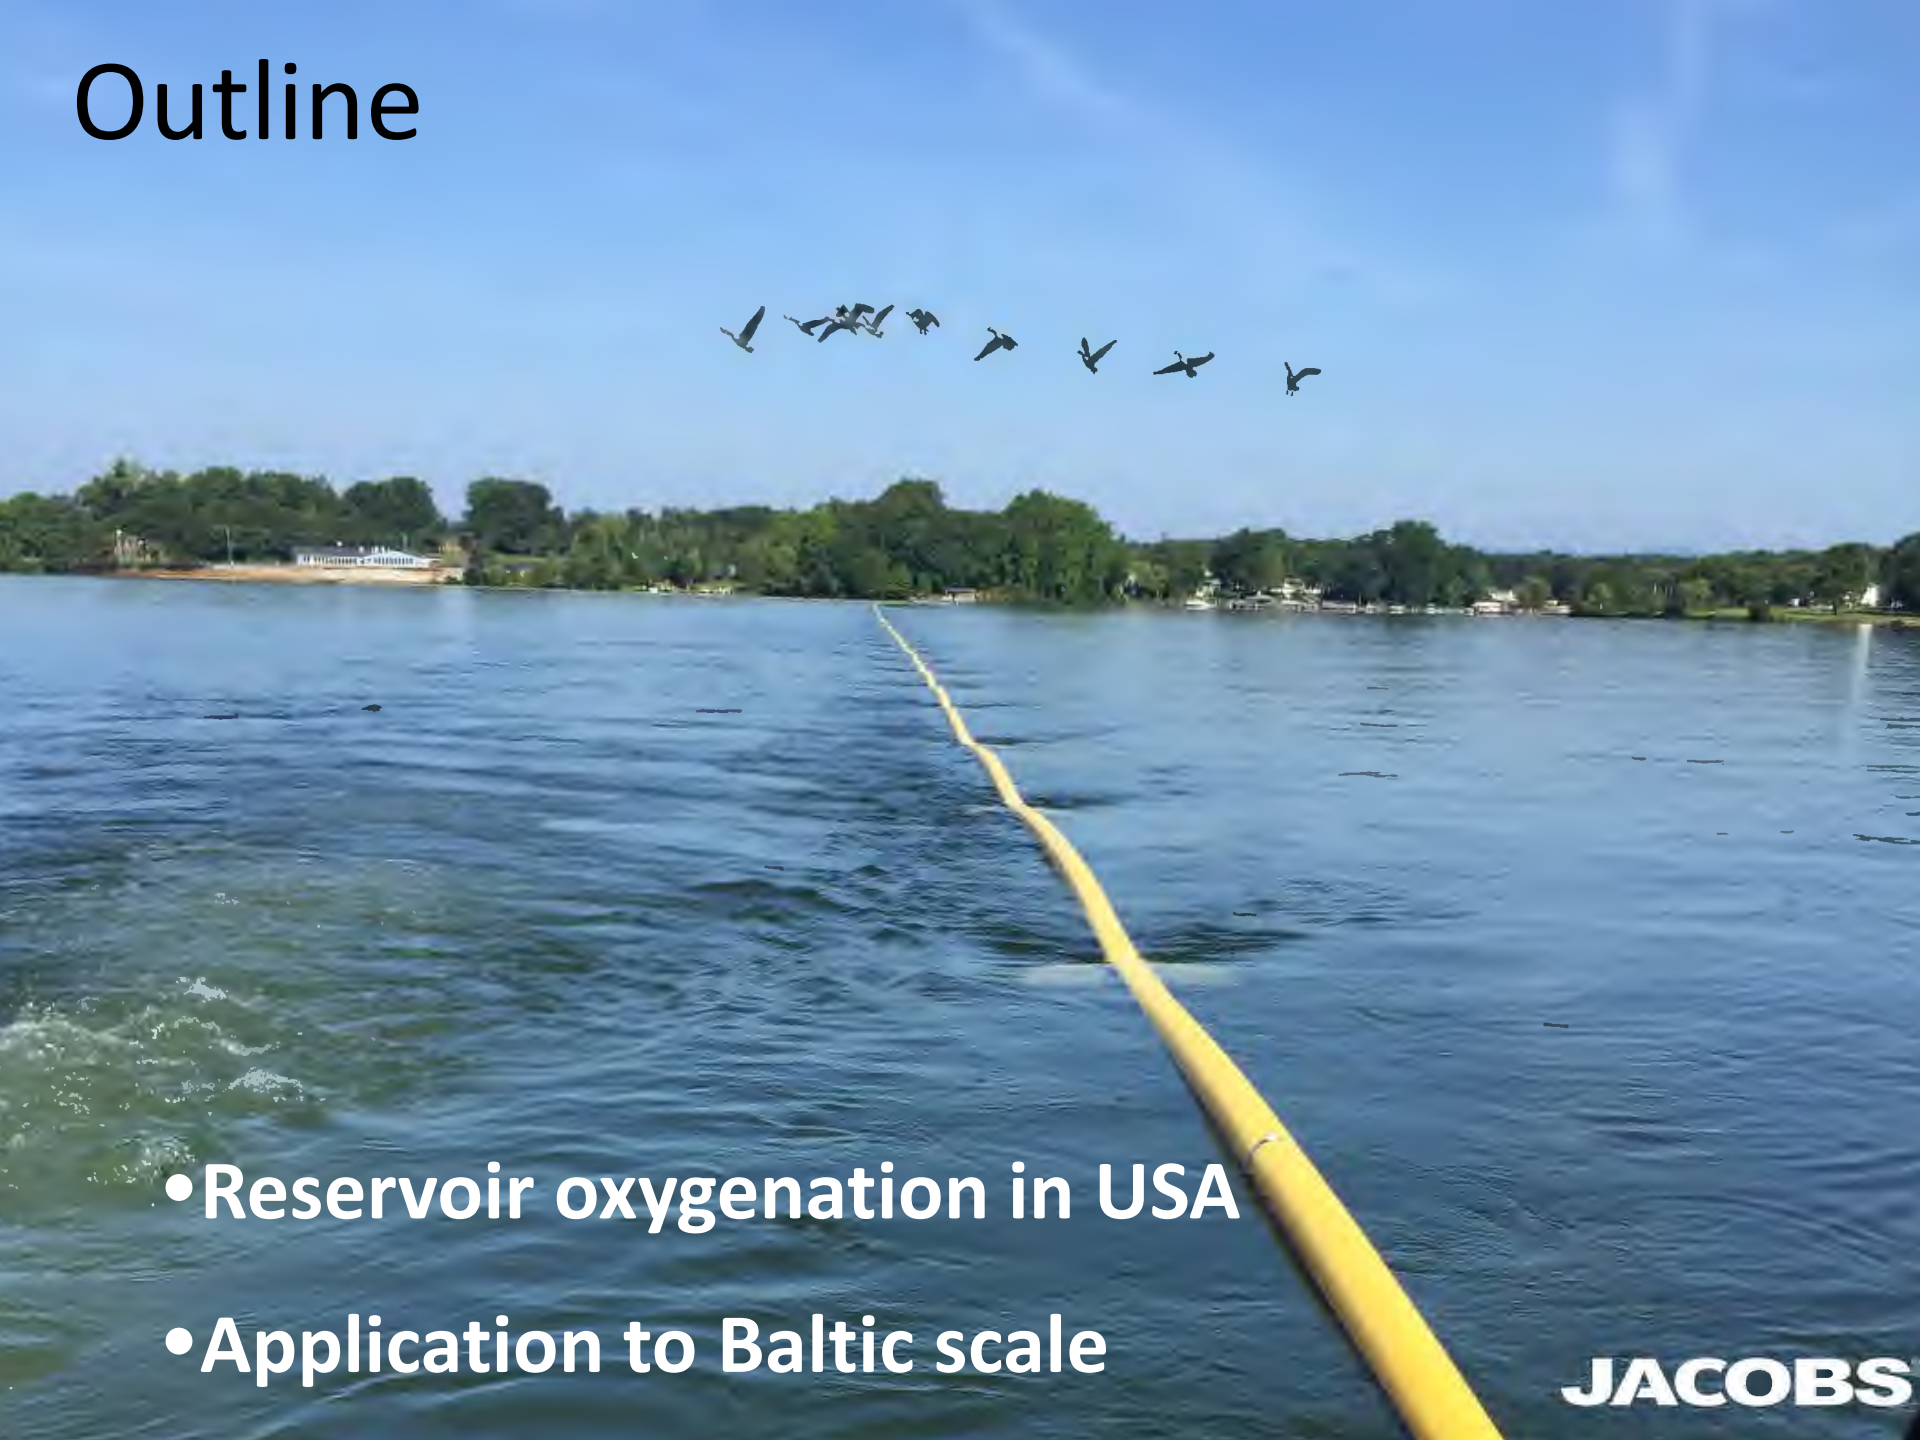 Outline
•Reservoir oxygenation in USA
•Application to Baltic scale
JACOBS